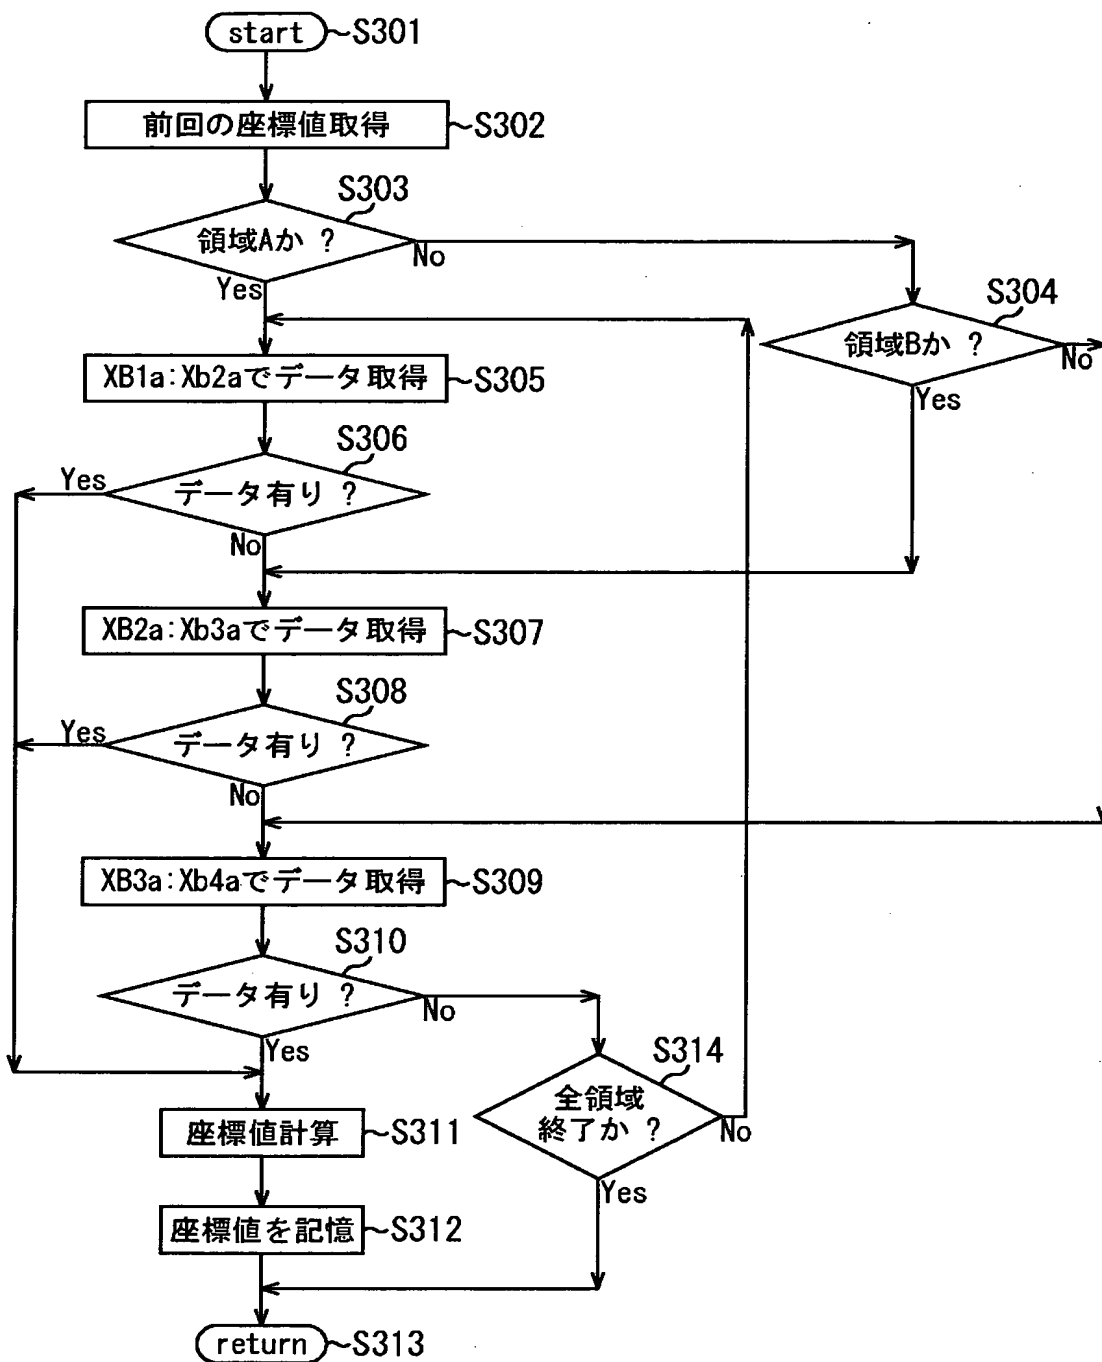 start
S301
前回の座標値取得
S302
S303
領域Aか ?
No
Yes
S304
領域Bか ?
No
Yes
XB1a:Xb2aでデータ取得
S305
S306
データ有り ?
Yes
No
XB2a:Xb3aでデータ取得
S307
S308
データ有り ?
Yes
No
XB3a:Xb4aでデータ取得
S309
S310
データ有り ?
No
Yes
S314
全領域
終了か ?
No
Yes
座標値計算
S311
座標値を記憶
S312
return
S313